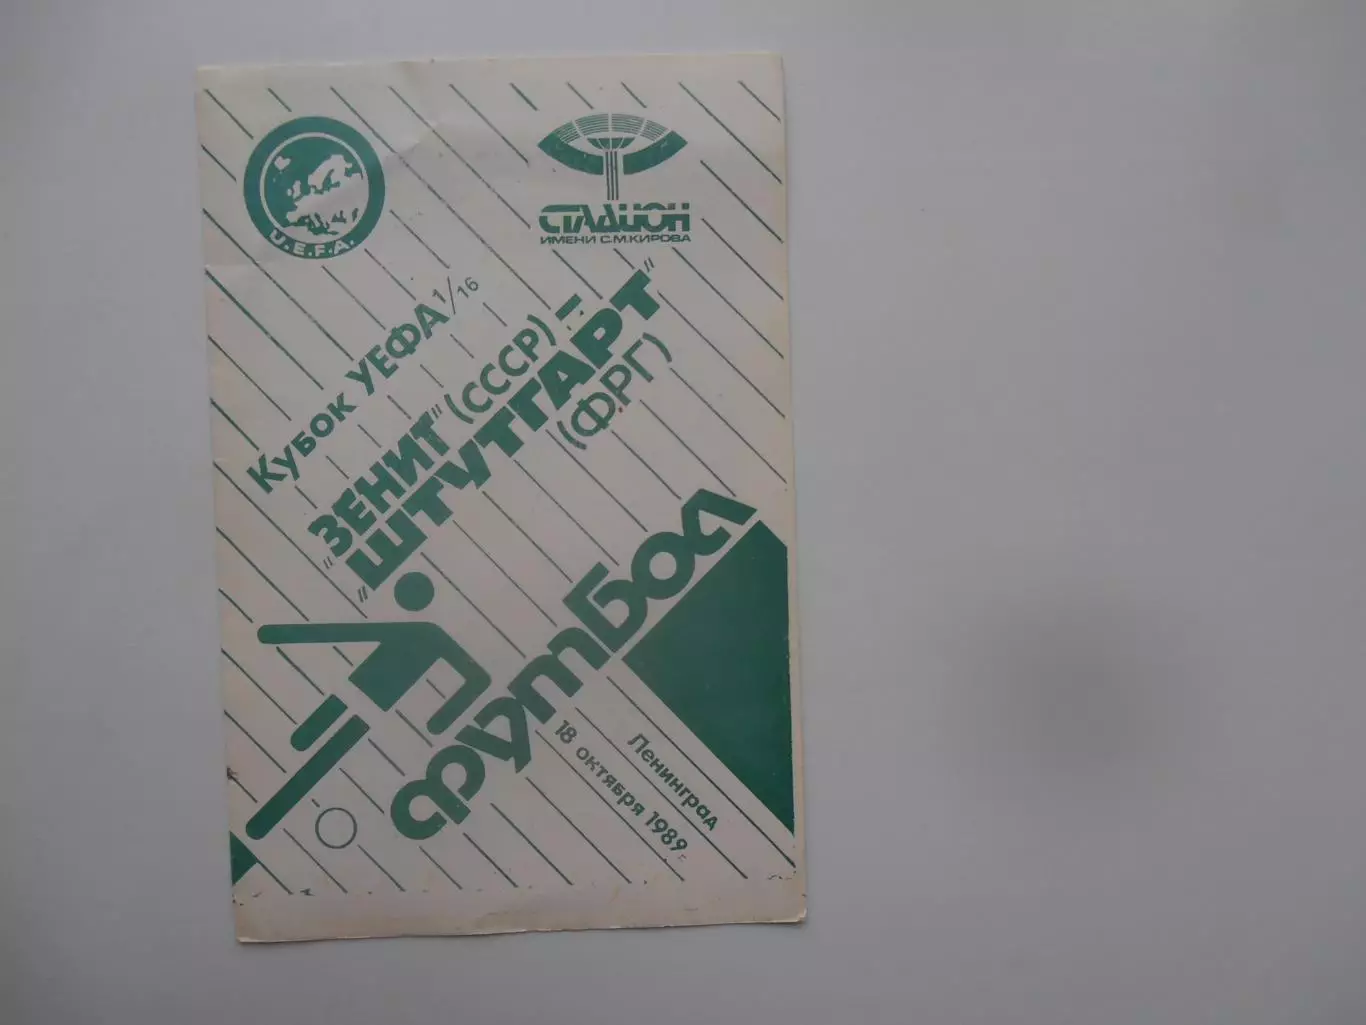 U.E.F.A.
СТАДИОН
ИМЕНИ С.М.КИРОВА
Кубок УЕФА 1/16
"ЗЕНИТ" (СССР) –
"ШТУТГАРТ"
(ФРГ)
Футбол
Ленинград
18 октября 1989 г.